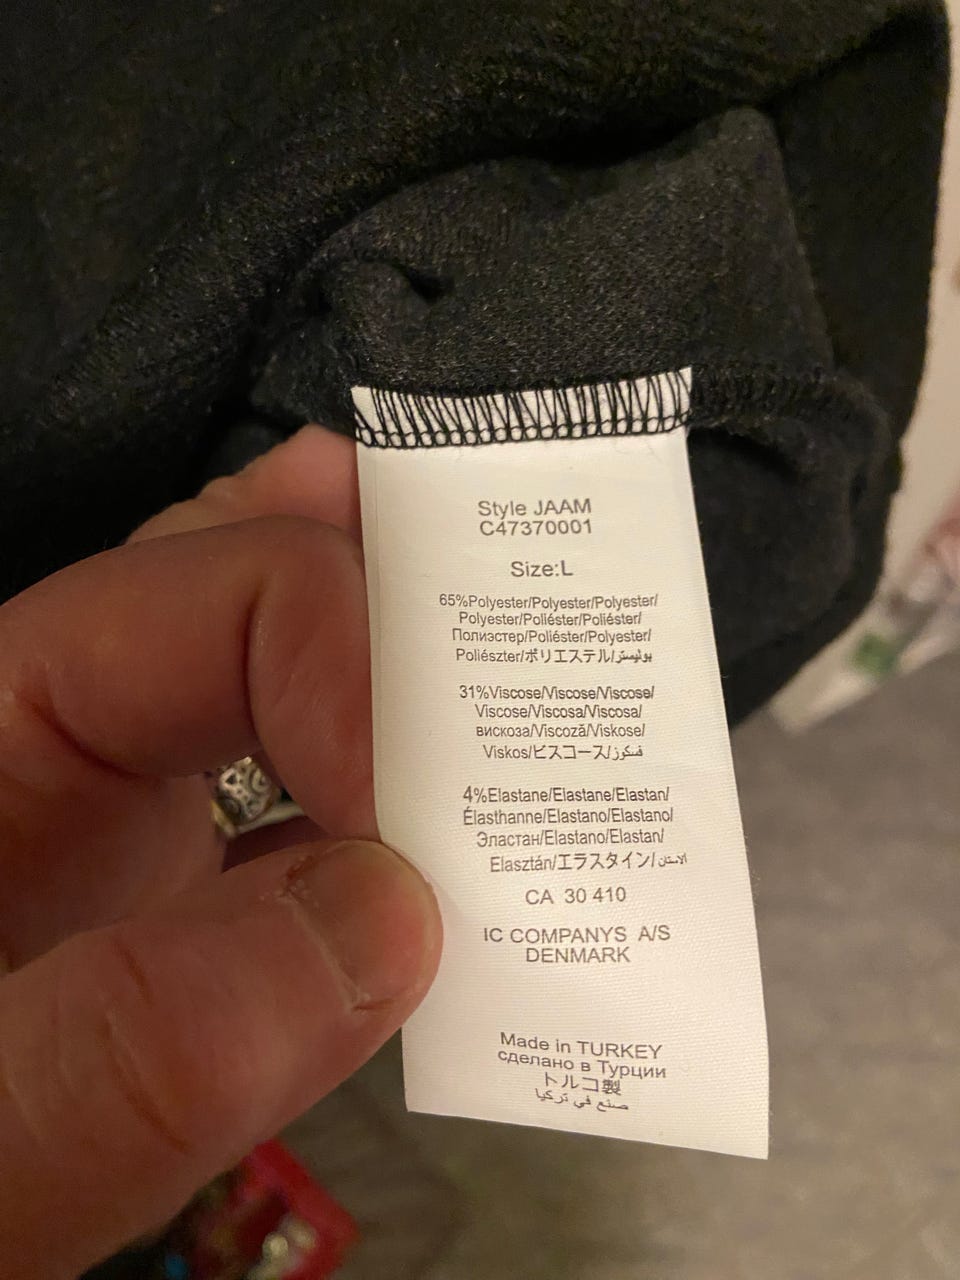 Style JAAM
C47370001
Size:L
65%Polyester/Polyester/Polyester/
Polyester/Poliéster/Poliéster/
Полиэстер/Poliéster/Polyester/
Poliészter/ポリエステル/بوليستر
31%Viscose/Viscose/Viscose/
Viscose/Viscosa/Viscosa/
вискоза/Viscoză/Viskose/
Viskos/ビスコース/فسكوز
4%Elastane/Elastane/Elastan/
Élasthanne/Elastano/Elastano/
Эластан/Elastano/Elastan/
Elasztán/エラスタイン/الاستان
CA 30 410
IC COMPANYS A/S
DENMARK
Made in TURKEY
сделано в Турции
トルコ製
صنع في تركيا